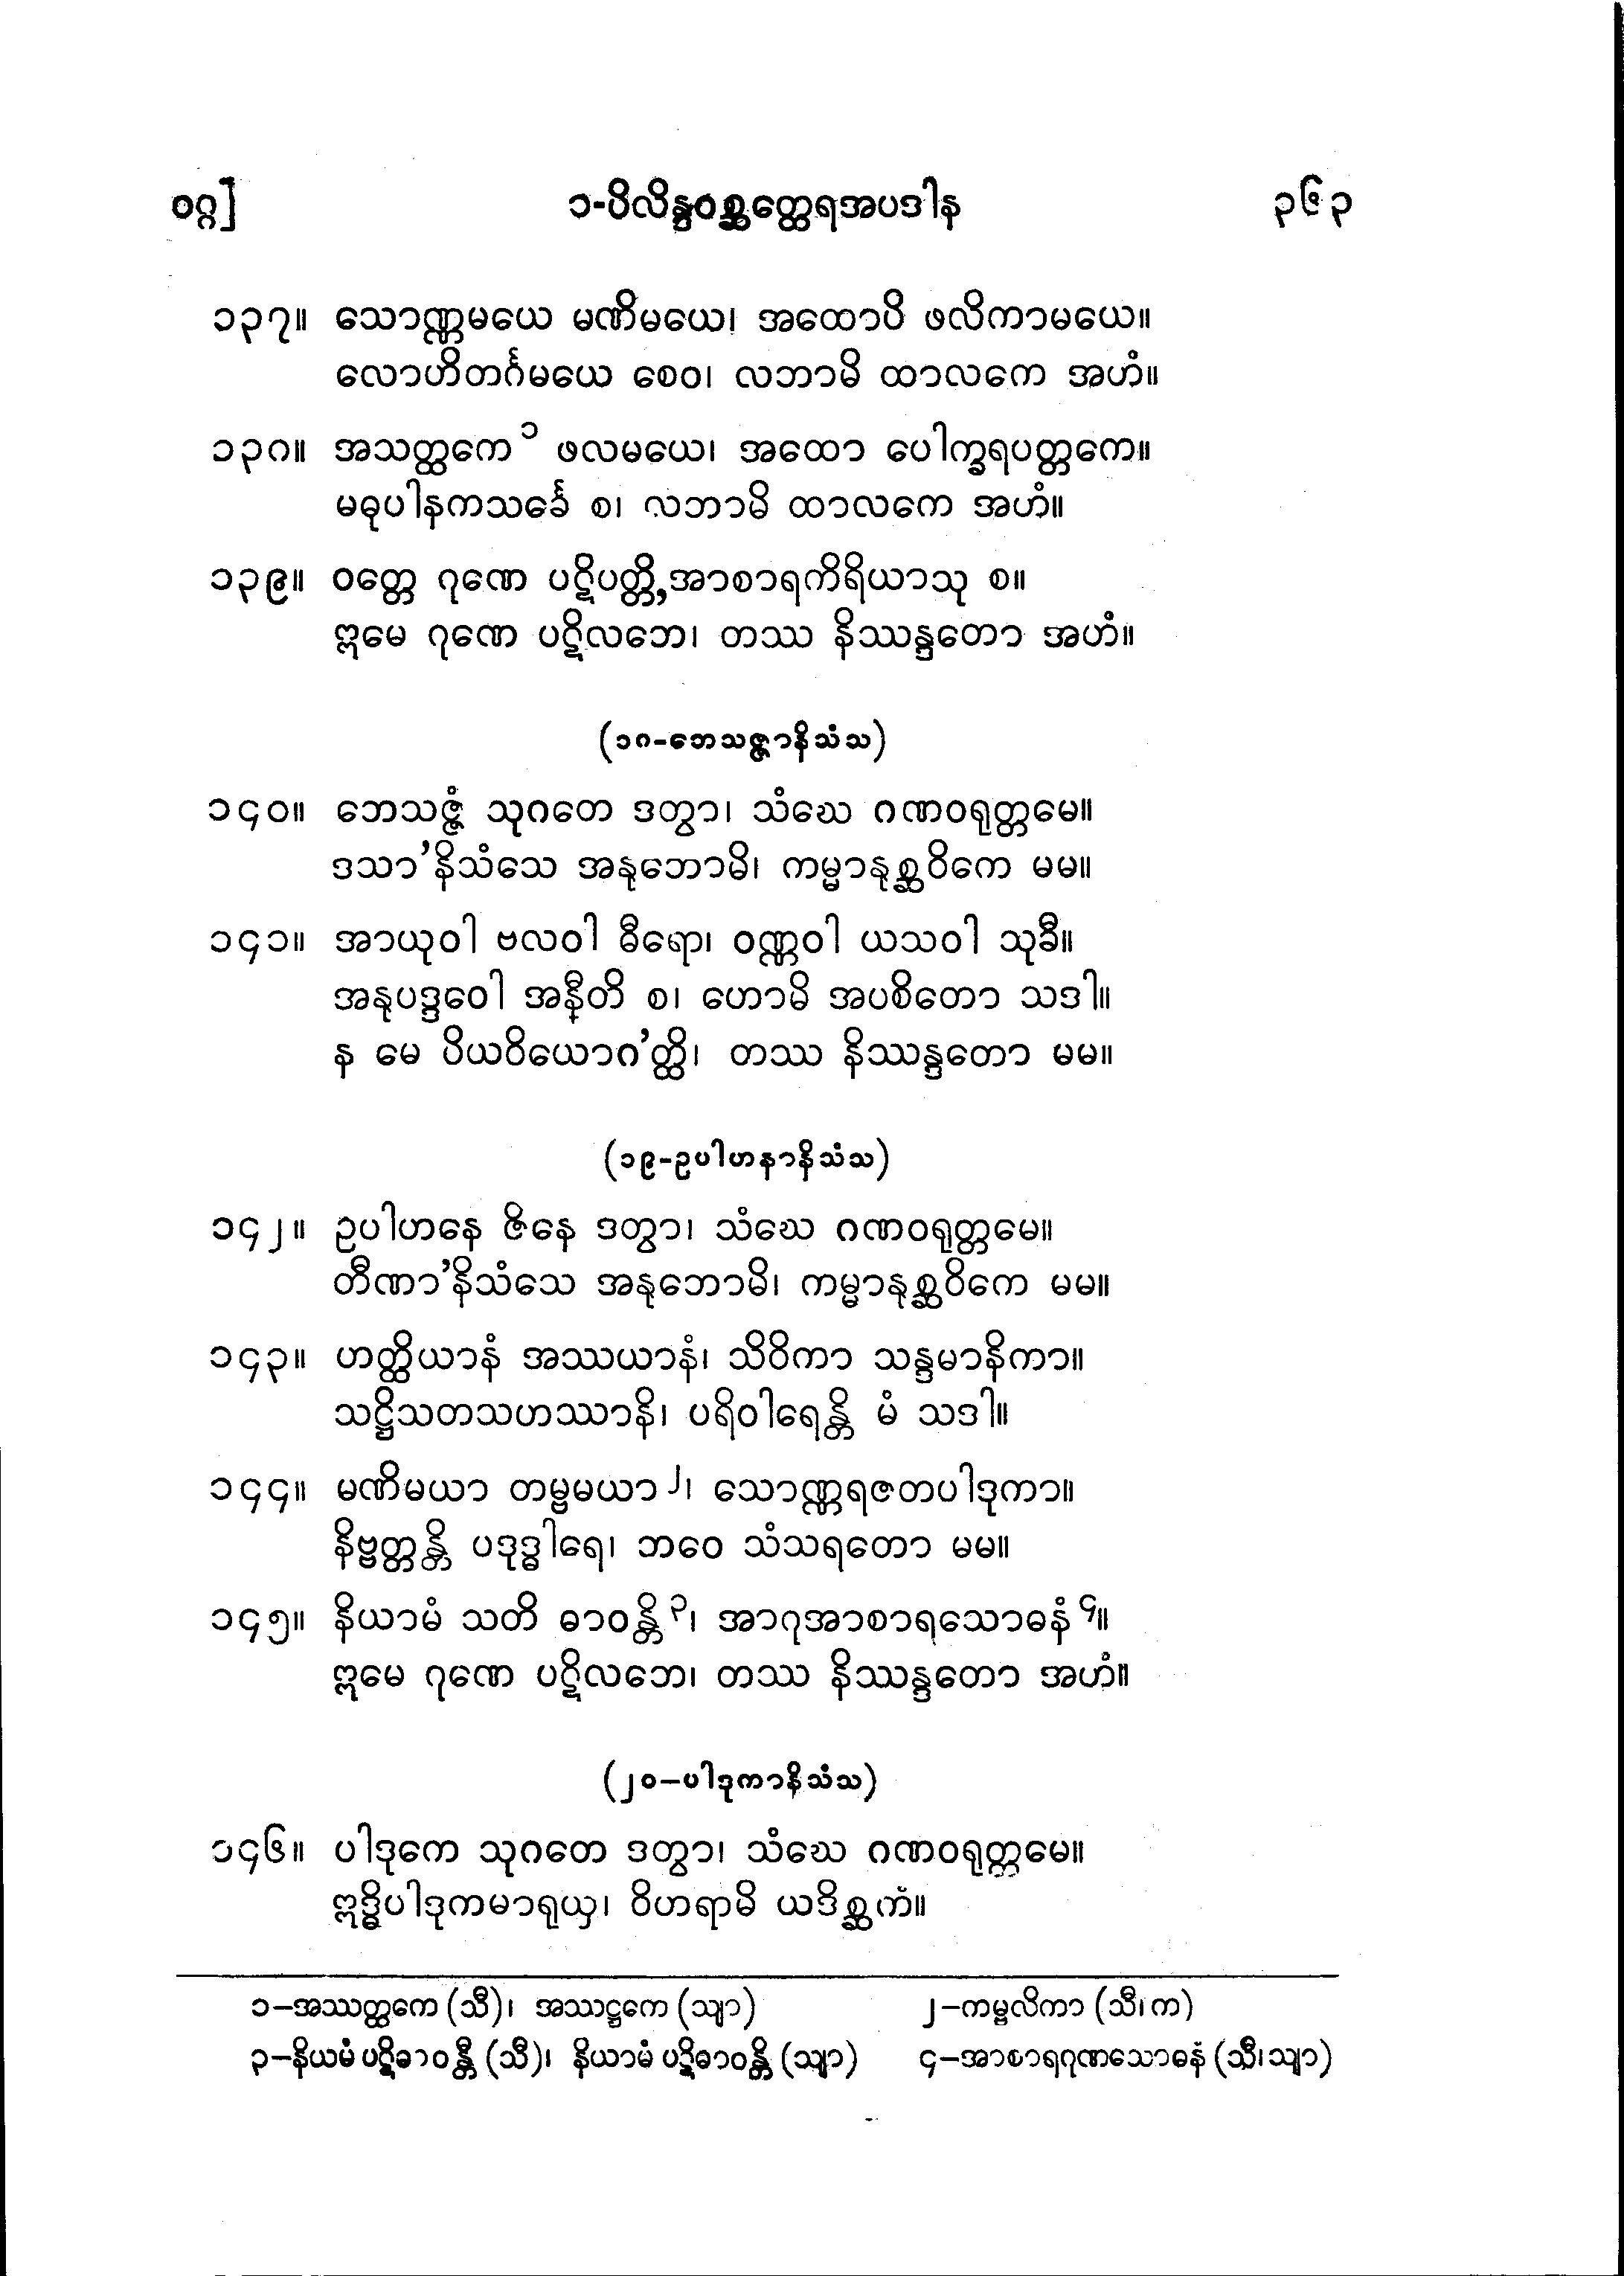 ဝဂ္ဂ] ၁-ပိလိန္ဒဝစ္ဆတ္ထေရအပဒါန ၃၆၃
၁၃၇။ သောဏ္ဏမယေ မဏိမယေ၊ အထောပိ ဖလိကာမယေ။
လောဟိတင်္ဂမယေ စေဝ၊ လဘာမိ ထာလကေ အဟံ။
၁၃၈။ အသတ္ထကေ ၁ ဖလမယေ၊ အထော ပေါက္ခရပတ္တကေ။
မဓုပါနကသင်္ခေ စ၊ လဘာမိ ထာလကေ အဟံ။
၁၃၉။ ဝတ္တေ ဂုဏေ ပဋိပတ္တိ,အာစာရကိရိယာသု စ။
ဣမေ ဂုဏေ ပဋိလဘေ၊ တဿ နိဿန္ဒတော အဟံ။
(၁၈-ဘေသဇ္ဇာနိသံသ)
၁၄၀။ ဘေသဇ္ဇံ သုဂတေ ဒတွာ၊ သံဃေ ဂဏဝရုတ္တမေ။
ဒသာ’နိသံသေ အနုဘောမိ၊ ကမ္မာနုစ္ဆဝိကေ မမ။
၁၄၁။ အာယုဝါ ဗလဝါ ဓီရော၊ ဝဏ္ဏဝါ ယသဝါ သုခီ။
အနုပဒ္ဒဝေါ အနီတိ စ၊ ဟောမိ အပစိတော သဒါ။
န မေ ပိယဝိယောဂ’တ္ထိ၊ တဿ နိဿန္ဒတော မမ။
(၁၉-ဥပါဟနာနိသံသ)
၁၄၂။ ဥပါဟနေ ဇိနေ ဒတွာ၊ သံဃေ ဂဏဝရုတ္တမေ။
တီဏာ’နိသံသေ အနုဘောမိ၊ ကမ္မာနုစ္ဆဝိကေ မမ။
၁၄၃။ ဟတ္ထိယာနံ အဿယာနံ၊ သိဝိကာ သန္ဒမာနိကာ။
သဋ္ဌိသတသဟဿာနိ၊ ပရိဝါရေန္တိ မံ သဒါ။
၁၄၄။ မဏိမယာ တမ္ဗမယာ ၂၊ သောဏ္ဏရဇတပါဒုကာ။
နိဗ္ဗတ္တန္တိ ပဒုဒ္ဓါရေ၊ ဘဝေ သံသရတော မမ။
၁၄၅။ နိယာမံ သတိ ဓာဝန္တိ ၃၊ အာဂုအာစာရသောဓနံ ၄။
ဣမေ ဂုဏေ ပဋိလဘေ၊ တဿ နိဿန္ဒတော အဟံ။
(၂၀–ပါဒုကာနိသံသ)
၁၄၆။ ပါဒုကေ သုဂတေ ဒတွာ၊ သံဃေ ဂဏဝရုတ္တမေ။
ဣဒ္ဓိပါဒုကမာရုယှ၊ ဝိဟရာမိ ယဒိစ္ဆကံ။
၁–အဿတ္ထကေ (သီ)၊ အဿဋ္ဌကေ (သျာ) ၂–ကမ္ဗလိကာ (သီ၊ က)
၃–နိယမံ ပဋိဓာဝန္တိ (သီ)၊ နိယာမံ ပဋိဓာဝန္တိ (သျာ) ၄–အာစာရဂုဏသောဓနံ (သီ၊ သျာ)